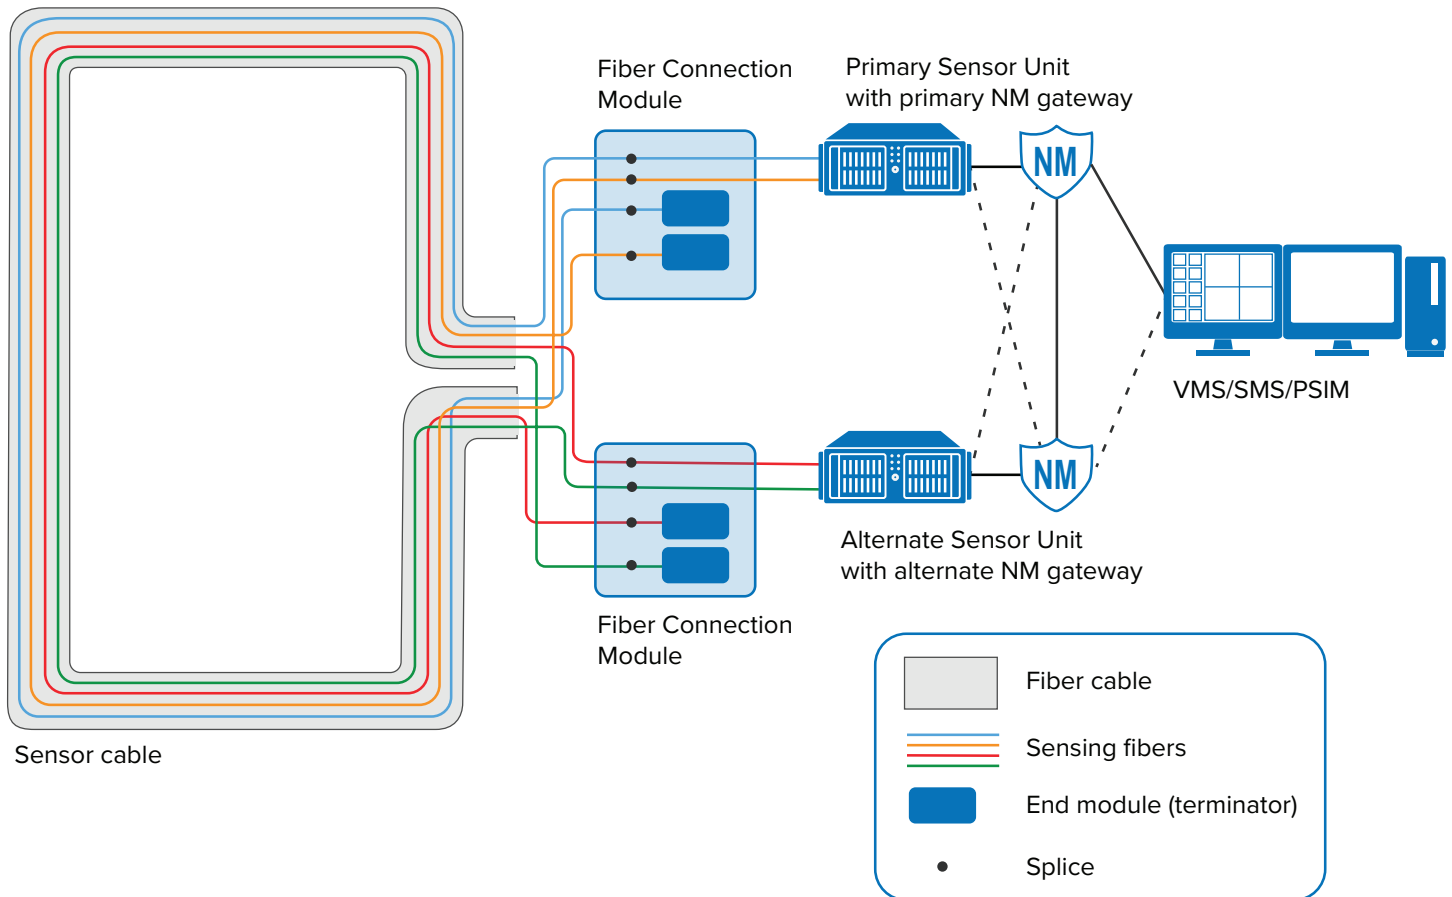 Fiber Connection
Module
Primary Sensor Unit
with primary NM gateway
NM
VMS/SMS/PSIM
NM
Alternate Sensor Unit
with alternate NM gateway
Fiber Connection
Module
Sensor cable
Fiber cable
Sensing fibers
End module (terminator)
Splice